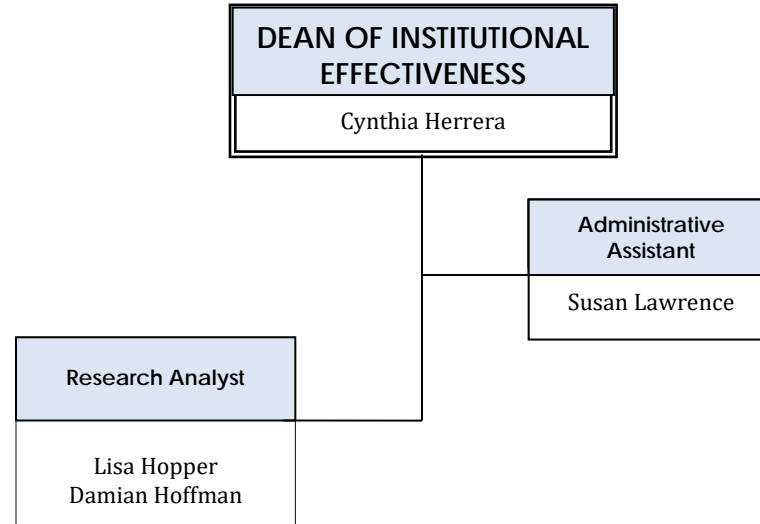 DEAN OF INSTITUTIONAL
EFFECTIVENESS
Cynthia Herrera
Administrative
Assistant
Susan Lawrence
Research Analyst
Lisa Hopper
Damian Hoffman